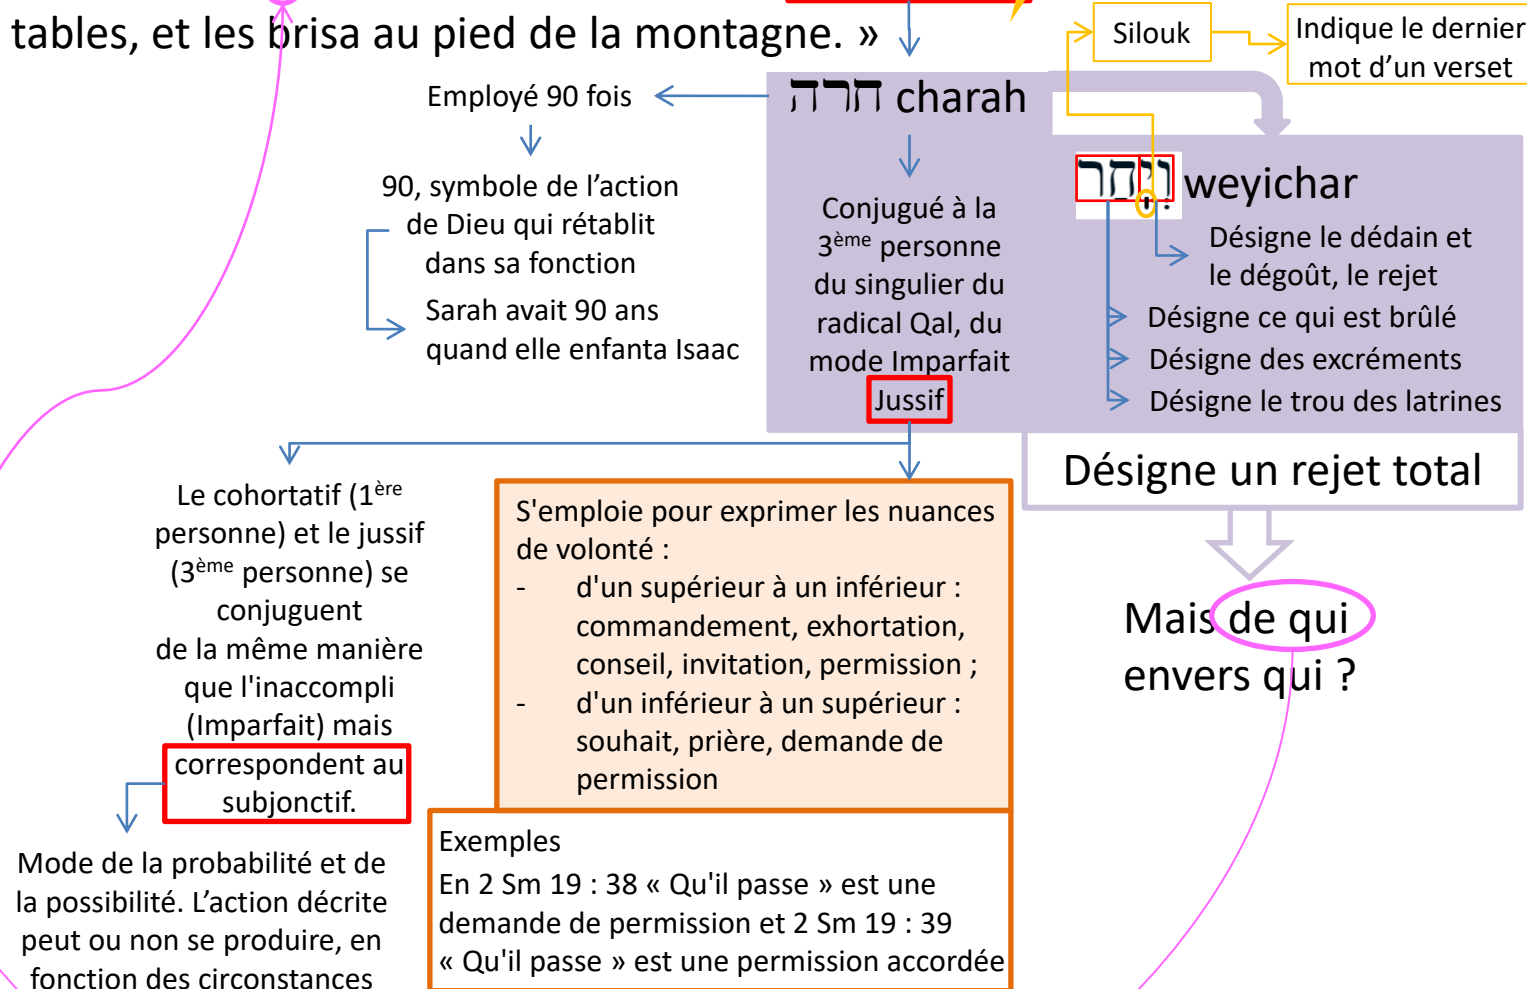 tables, et les brisa au pied de la montagne. »
Silouk
Indique le dernier
mot d’un verset
Employé 90 fois
חרה charah
90, symbole de l’action
de Dieu qui rétablit
dans sa fonction
Sarah avait 90 ans
quand elle enfanta Isaac
Conjugué à la
3ème personne
du singulier du
radical Qal, du
mode Imparfait
Jussif
וְיִּחַר weyichar
Désigne le dédain et
le dégoût, le rejet
Désigne ce qui est brûlé
Désigne des excréments
Désigne le trou des latrines
Désigne un rejet total
Mais de qui
envers qui ?
Le cohortatif (1ère
personne) et le jussif
(3ème personne) se
conjuguent
de la même manière
que l'inaccompli
(Imparfait) mais
correspondent au
subjonctif.
Mode de la probabilité et de
la possibilité. L’action décrite
peut ou non se produire, en
fonction des circonstances
S'emploie pour exprimer les nuances
de volonté :
- d'un supérieur à un inférieur :
commandement, exhortation,
conseil, invitation, permission ;
- d'un inférieur à un supérieur :
souhait, prière, demande de
permission
Exemples
En 2 Sm 19 : 38 « Qu'il passe » est une
demande de permission et 2 Sm 19 : 39
« Qu'il passe » est une permission accordée